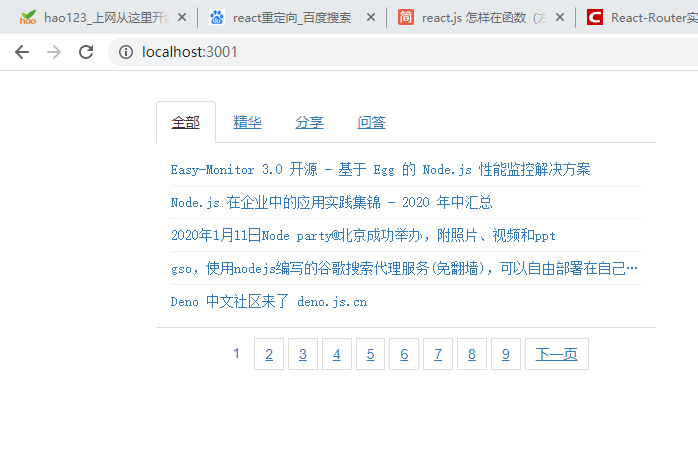 hao123_上网从这里开始
react重定向_百度搜索
react.js 怎样在函数（方
React-Router实
localhost:3001
全部 精华 分享 问答
Easy-Monitor 3.0 开源 - 基于 Egg 的 Node.js 性能监控解决方案
Node.js 在企业中的应用实践集锦 - 2020 年中汇总
2020年1月11日Node party@北京成功举办，附照片、视频和ppt
gso，使用nodejs编写的谷歌搜索代理服务(免翻墙)，可以自由部署在自己…
Deno 中文社区来了 deno.js.cn
1 2 3 4 5 6 7 8 9 下一页